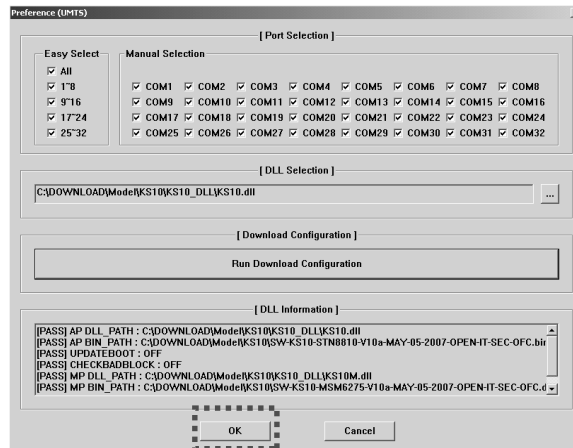 Preference (UMTS)
[ Port Selection ]
Easy Select
Manual Selection
All
1~8
COM1 COM2 COM3 COM4 COM5 COM6 COM7 COM8
9~16
COM9 COM10 COM11 COM12 COM13 COM14 COM15 COM16
17~24
COM17 COM18 COM19 COM20 COM21 COM22 COM23 COM24
25~32
COM25 COM26 COM27 COM28 COM29 COM30 COM31 COM32
[ DLL Selection ]
C:\DOWNLOAD\Model\KS10\KS10_DLL\KS10.dll
...
[ Download Configuration ]
Run Download Configuration
[ DLL Information ]
[PASS] AP DLL_PATH : C:\DOWNLOAD\Model\KS10\KS10_DLL\KS10.dll
[PASS] AP BIN_PATH : C:\DOWNLOAD\Model\KS10\SW-KS10-STN8810-V10a-MAY-05-2007-OPEN-IT-SEC-OFC.bin
[PASS] UPDATEBOOT : OFF
[PASS] CHECKBADBLOCK : OFF
[PASS] MP DLL_PATH : C:\DOWNLOAD\Model\KS10\KS10_DLL\KS10M.dll
[PASS] MP BIN_PATH : C:\DOWNLOAD\Model\KS10\SW-KS10-MSM6275-V10a-MAY-05-2007-OPEN-IT-SEC-OFC.d
OK
Cancel